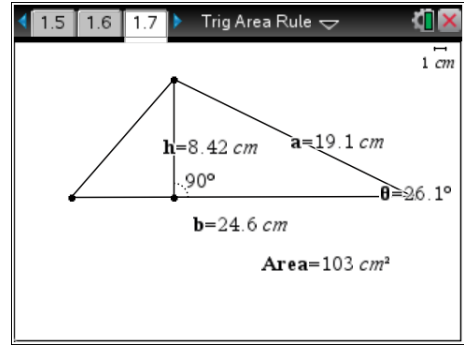 1.5 1.6 1.7 Trig Area Rule
1 cm
h=8.42 cm
a=19.1 cm
90°
θ=26.1°
b=24.6 cm
Area=103 cm²